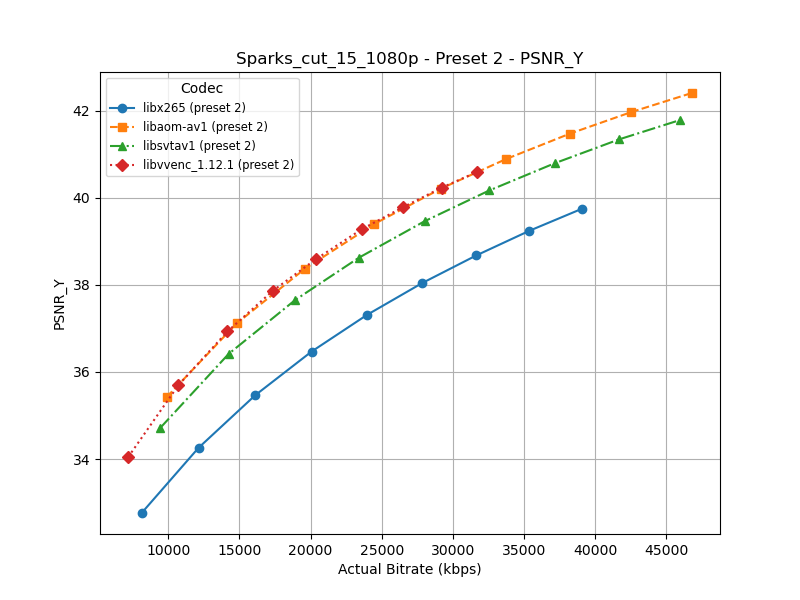 Sparks_cut_15_1080p - Preset 2 - PSNR_Y
Codec
libx265 (preset 2)
libaom-av1 (preset 2)
libsvtav1 (preset 2)
libvvenc_1.12.1 (preset 2)
PSNR_Y
42
40
38
36
34
10000 15000 20000 25000 30000 35000 40000 45000
Actual Bitrate (kbps)